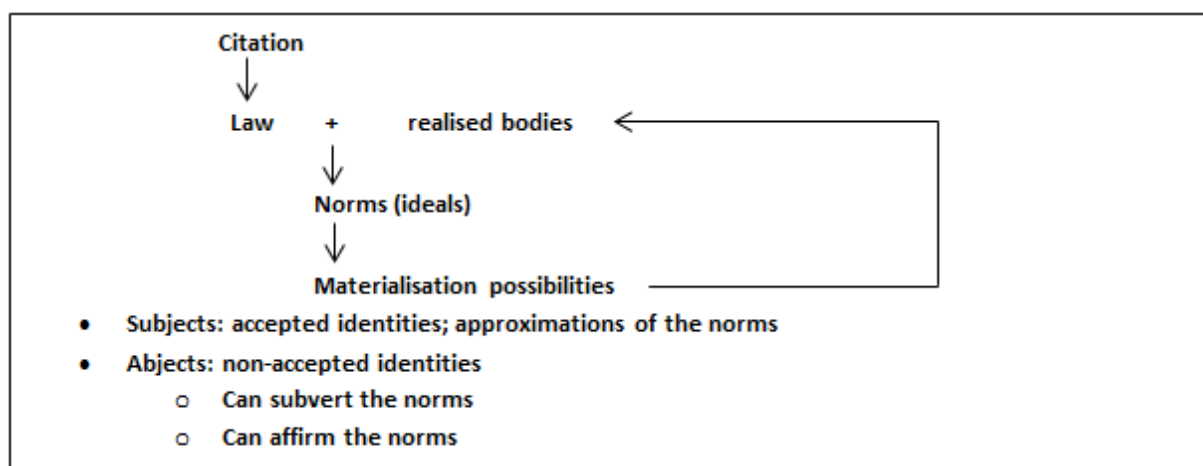 Citation
Law + realised bodies
Norms (ideals)
Materialisation possibilities
• Subjects: accepted identities; approximations of the norms
• Abjects: non-accepted identities
o Can subvert the norms
o Can affirm the norms